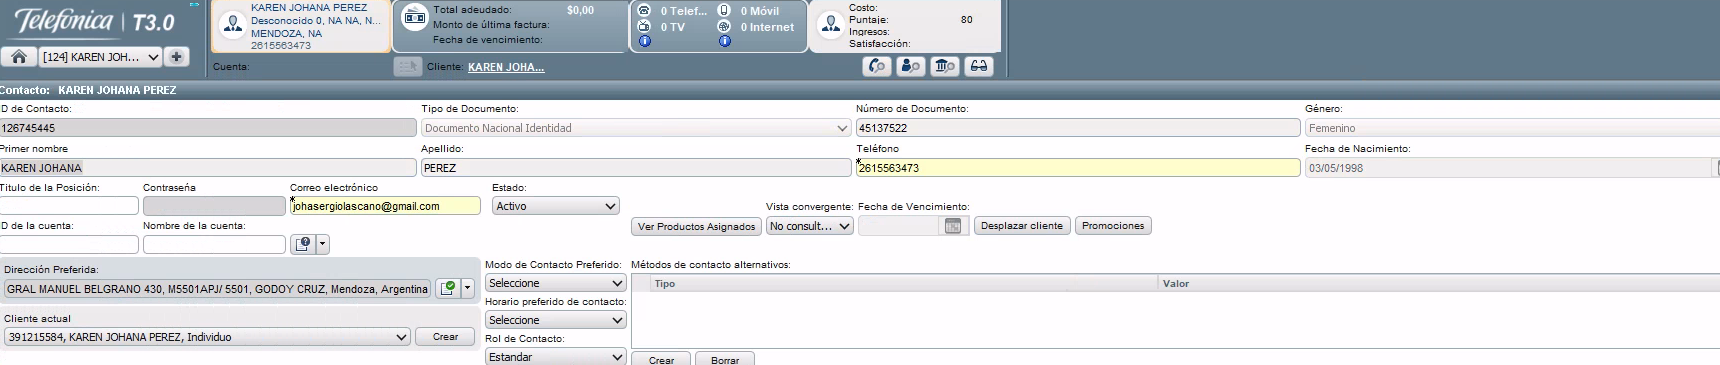 Telefónica | T3.0
KAREN JOHANA PEREZ
Desconocido 0, NA NA, N...
MENDOZA, NA
2615563473
Total adeudado: $0,00
Monto de última factura:
Fecha de vencimiento:
0 Telef... 0 Móvil
0 TV 0 Internet
Costo:
Puntaje: 80
Ingresos:
Satisfacción:
[124] KAREN JOH...
Cuenta: Cliente: KAREN JOHA...
Contacto: KAREN JOHANA PEREZ
ID de Contacto: Tipo de Documento: Número de Documento: Género:
126745445 Documento Nacional Identidad 45137522 Femenino
Primer nombre Apellido: Teléfono Fecha de Nacimiento:
KAREN JOHANA PEREZ *2615563473 03/05/1998
Titulo de la Posición: Contraseña Correo electrónico Estado:
*johasergiolascano@gmail.com Activo
Vista convergente: Fecha de Vencimiento:
ID de la cuenta: Nombre de la cuenta: Ver Productos Asignados No consult... Desplazar cliente Promociones
Dirección Preferida: Modo de Contacto Preferido: Métodos de contacto alternativos:
GRAL MANUEL BELGRANO 430, M5501APJ/ 5501, GODOY CRUZ, Mendoza, Argentina Seleccione Tipo Valor
Horario preferido de contacto:
Cliente actual Seleccione
391215584, KAREN JOHANA PEREZ, Individuo Crear Rol de Contacto:
Estandar Crear Borrar